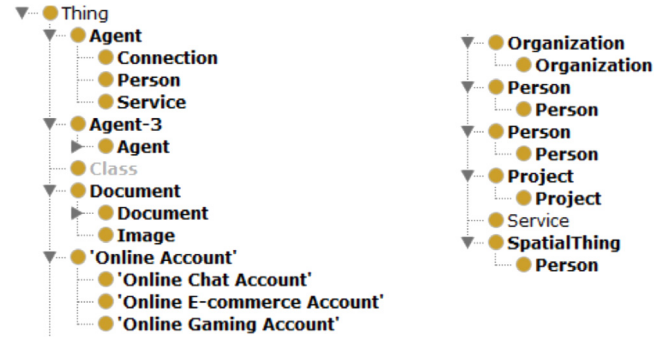 Thing
Agent
Connection
Person
Service
Agent-3
Agent
Class
Document
Document
Image
'Online Account'
'Online Chat Account'
'Online E-commerce Account'
'Online Gaming Account'
Organization
Organization
Person
Person
Person
Person
Project
Project
Service
SpatialThing
Person